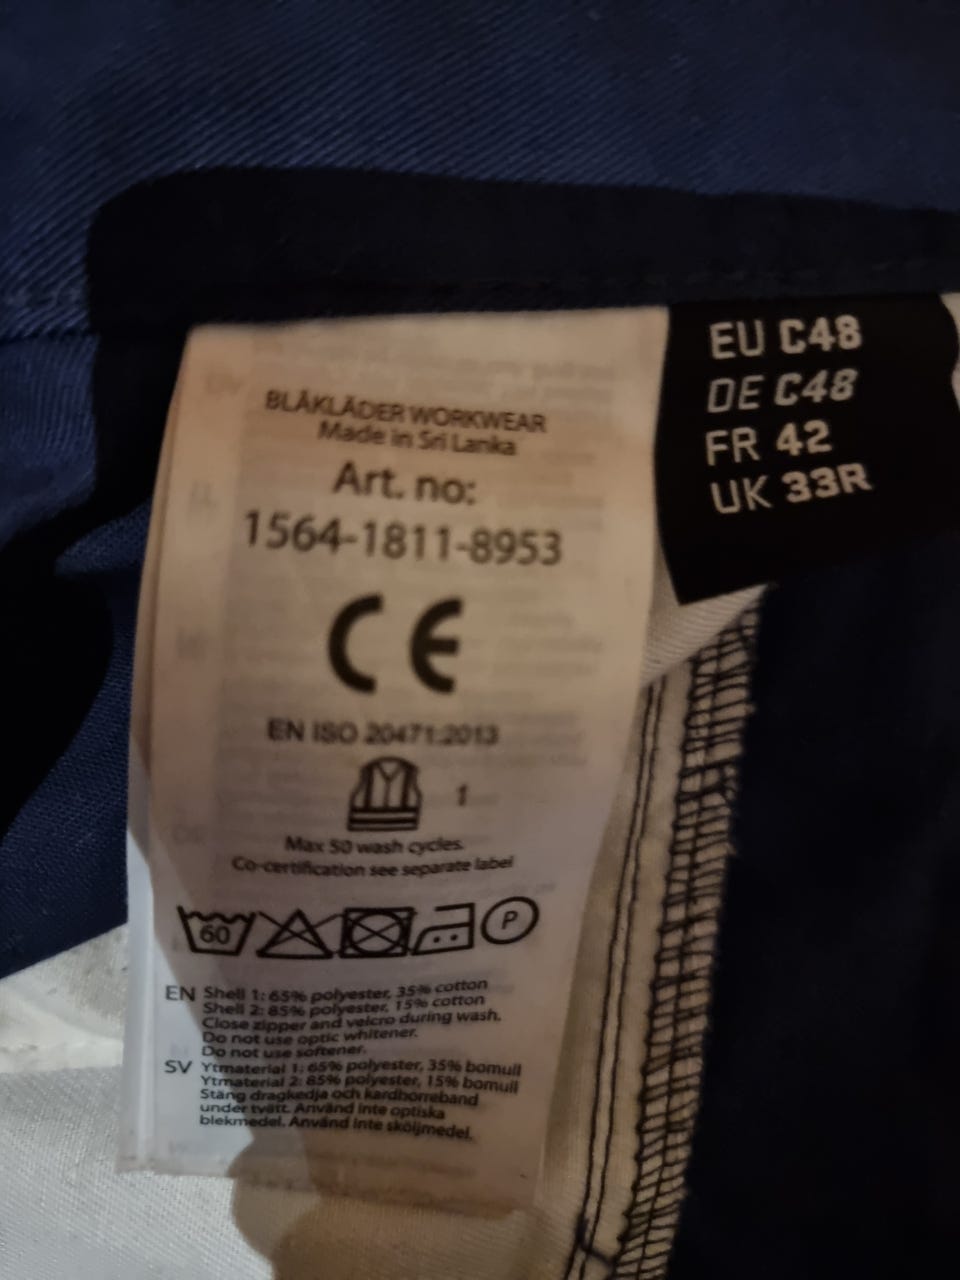 BLÅKLÄDER WORKWEAR
Made in Sri Lanka
Art. no:
1564-1811-8953
CE
EN ISO 20471:2013
1
Max 50 wash cycles.
Co-certification see separate label
60
P
EN Shell 1: 65% polyester, 35% cotton
Shell 2: 85% polyester, 15% cotton
Close zipper and velcro during wash.
Do not use optic whitener.
Do not use softener.
SV Ytmaterial 1: 65% polyester, 35% bomull
Ytmaterial 2: 85% polyester, 15% bomull
Stäng dragkedja och kardborreband
under tvätt. Använd inte optiska
blekmedel. Använd inte sköljmedel.
EU C48
DE C48
FR 42
UK 33R